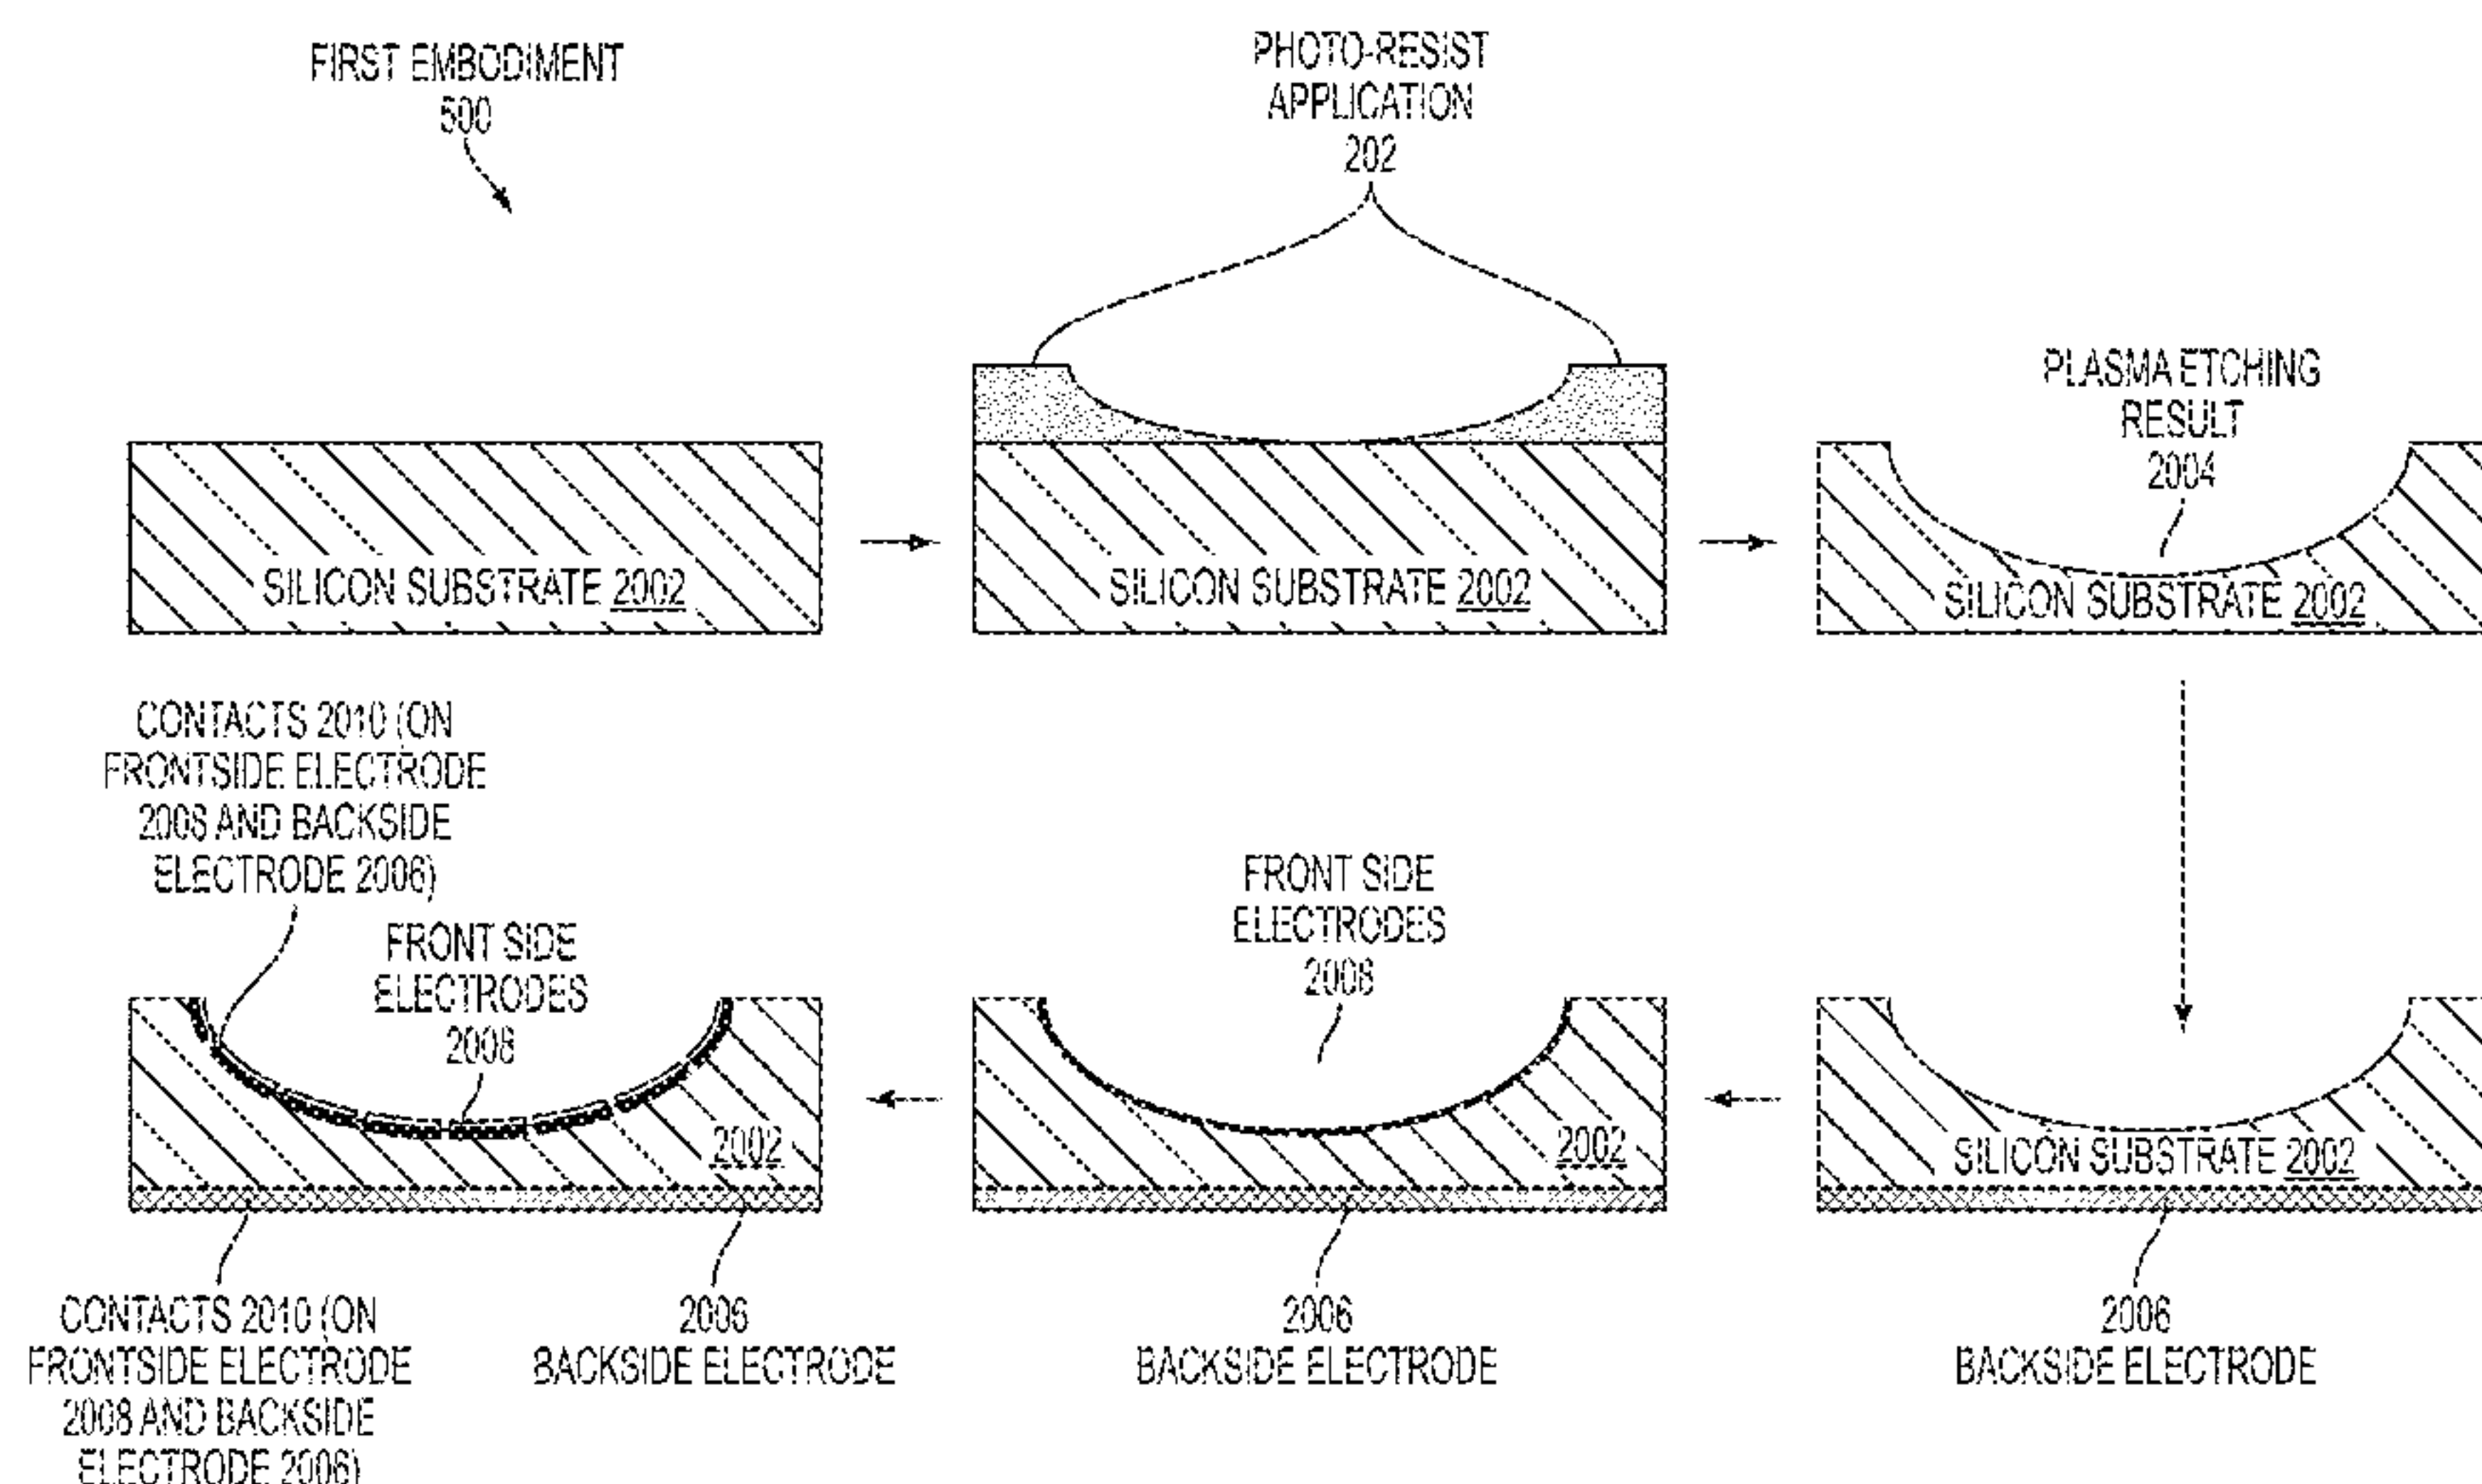 FIRST EMBODIMENT
500
PHOTO-RESIST
APPLICATION
202
PLASMA ETCHING
RESULT
2004
SILICON SUBSTRATE 2002
SILICON SUBSTRATE 2002
SILICON SUBSTRATE 2002
CONTACTS 2010 (ON
FRONTSIDE ELECTRODE
2008 AND BACKSIDE
ELECTRODE 2006)
FRONT SIDE
ELECTRODES
2008
FRONT SIDE
ELECTRODES
2008
2002
2002
SILICON SUBSTRATE 2002
CONTACTS 2010 (ON
FRONTSIDE ELECTRODE
2008 AND BACKSIDE
ELECTRODE 2006)
2006
BACKSIDE ELECTRODE
2006
BACKSIDE ELECTRODE
2006
BACKSIDE ELECTRODE